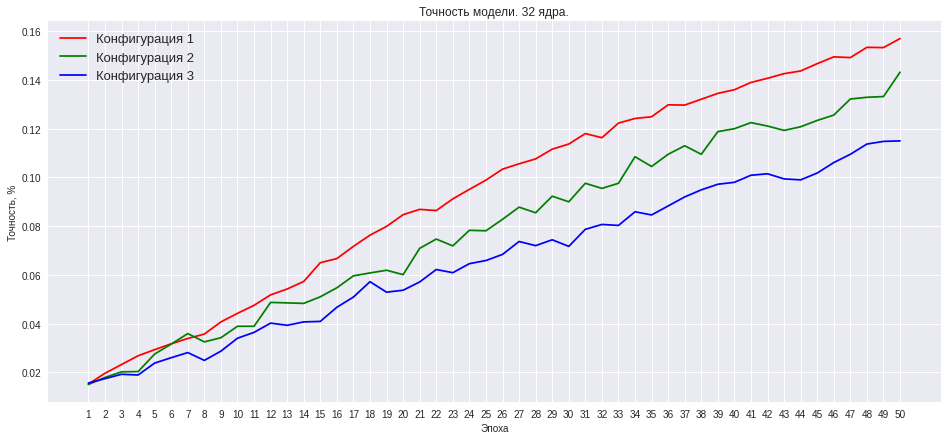 Точность модели. 32 ядра.
Конфигурация 1
Конфигурация 2
Конфигурация 3
Точность, %
0.16
0.14
0.12
0.10
0.08
0.06
0.04
0.02
1 2 3 4 5 6 7 8 9 10 11 12 13 14 15 16 17 18 19 20 21 22 23 24 25 26 27 28 29 30 31 32 33 34 35 36 37 38 39 40 41 42 43 44 45 46 47 48 49 50
Эпоха